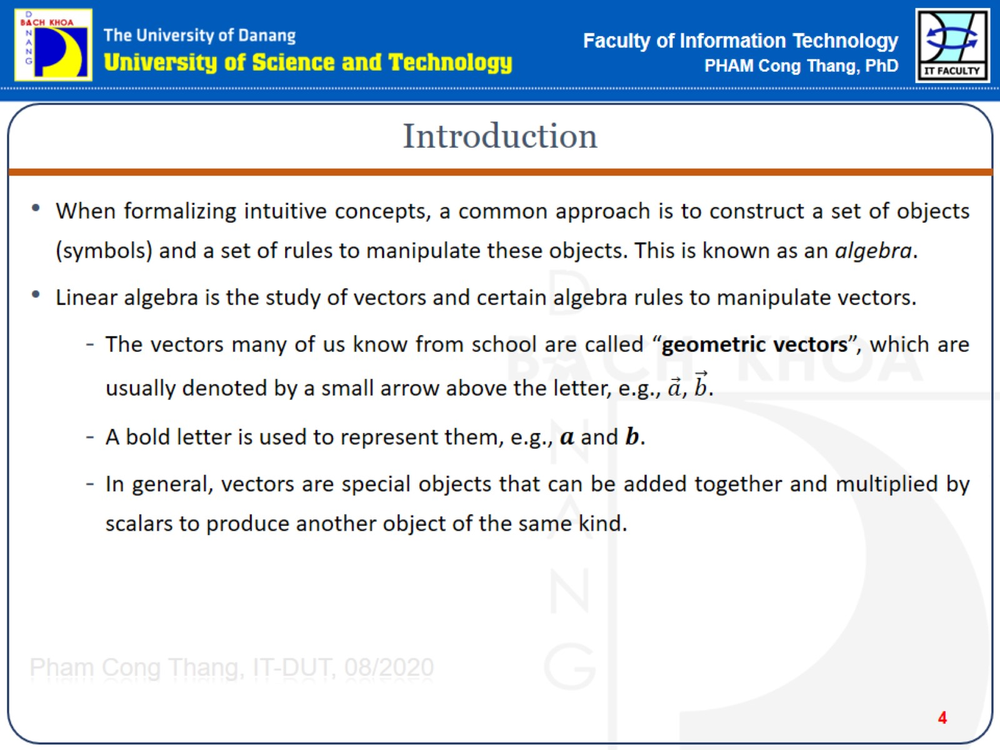 D
BACH KHOA
N
A
N
G
The University of Danang
University of Science and Technology
Faculty of Information Technology
PHAM Cong Thang, PhD
IT FACULTY
Introduction
• When formalizing intuitive concepts, a common approach is to construct a set of objects
(symbols) and a set of rules to manipulate these objects. This is known as an algebra.
• Linear algebra is the study of vectors and certain algebra rules to manipulate vectors.
- The vectors many of us know from school are called “geometric vectors”, which are
usually denoted by a small arrow above the letter, e.g., a⃗, b⃗.
- A bold letter is used to represent them, e.g., a and b.
- In general, vectors are special objects that can be added together and multiplied by
scalars to produce another object of the same kind.
D
BACH KHOA
N
A
N
G
Pham Cong Thang, IT-DUT, 08/2020
4